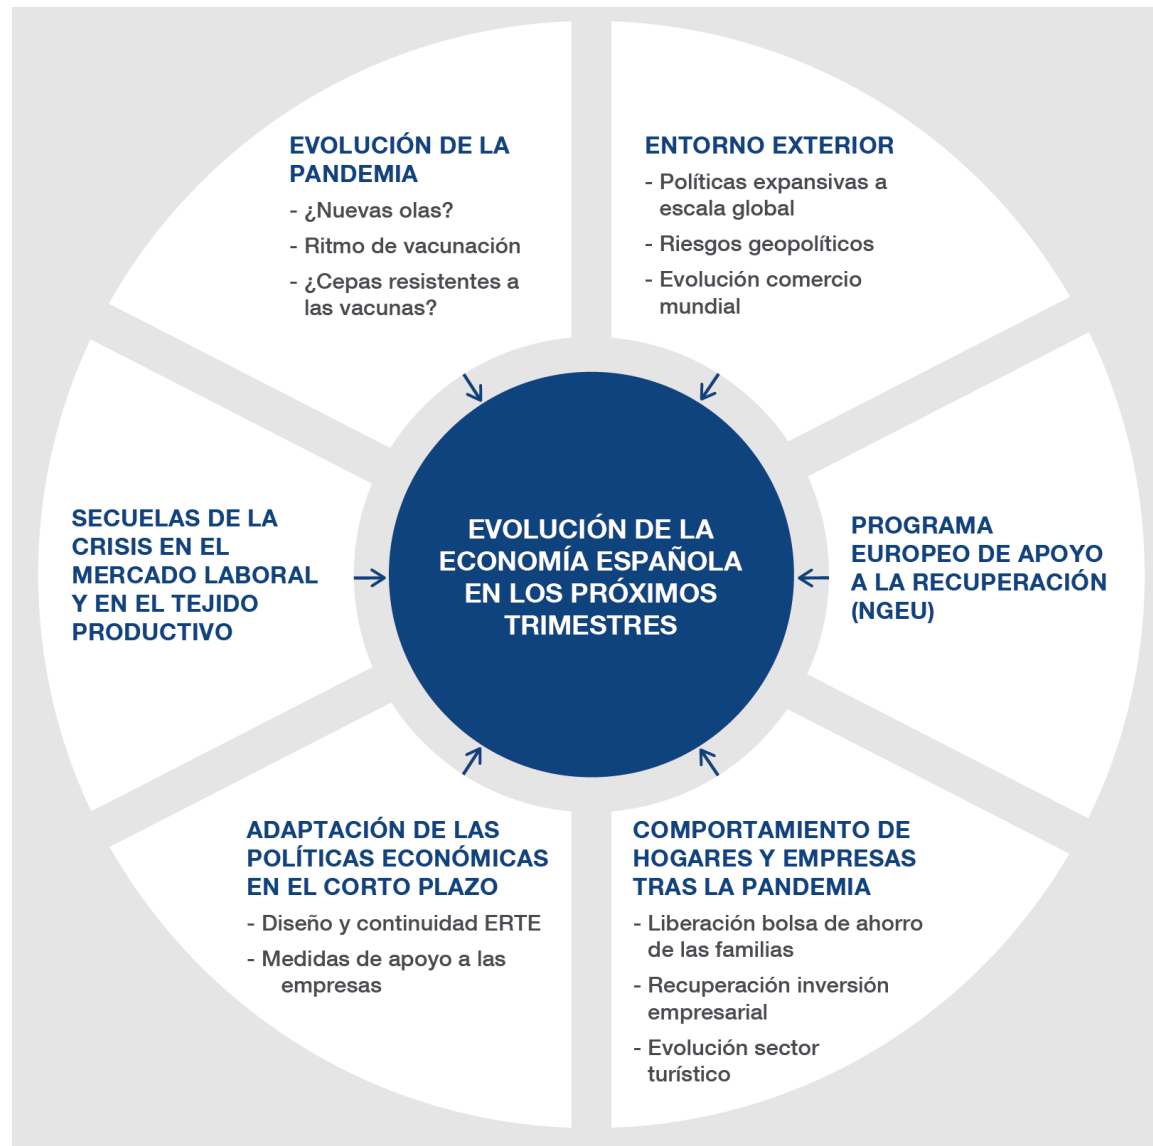 EVOLUCIÓN DE LA
PANDEMIA
- ¿Nuevas olas?
- Ritmo de vacunación
- ¿Cepas resistentes a
las vacunas?
ENTORNO EXTERIOR
- Políticas expansivas a
escala global
- Riesgos geopolíticos
- Evolución comercio
mundial
SECUELAS DE LA
CRISIS EN EL
MERCADO LABORAL
Y EN EL TEJIDO
PRODUCTIVO
EVOLUCIÓN DE LA
ECONOMÍA ESPAÑOLA
EN LOS PRÓXIMOS
TRIMESTRES
PROGRAMA
EUROPEO DE APOYO
A LA RECUPERACIÓN
(NGEU)
ADAPTACIÓN DE LAS
POLÍTICAS ECONÓMICAS
EN EL CORTO PLAZO
- Diseño y continuidad ERTE
- Medidas de apoyo a las
empresas
COMPORTAMIENTO DE
HOGARES Y EMPRESAS
TRAS LA PANDEMIA
- Liberación bolsa de ahorro
de las familias
- Recuperación inversión
empresarial
- Evolución sector
turístico